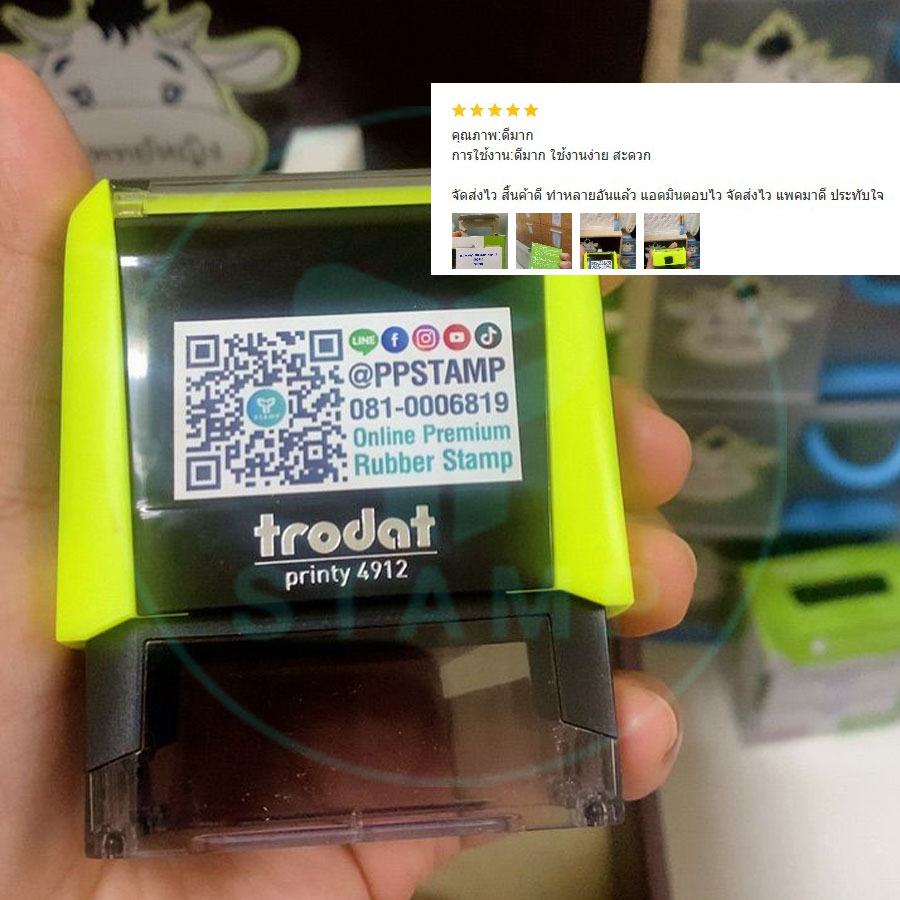 คุณภาพ:ดีมาก
การใช้งาน:ดีมาก ใช้งานง่าย สะดวก
จัดส่งไว สิ้นค้าดี ทำหลายอันแล้ว แอดมินตอบไว จัดส่งไว แพคมาดี ประทับใจ
LINE
@PPSTAMP
081-0006819
Online Premium
Rubber Stamp
STAMP
trodat
printy 4912
STAMP